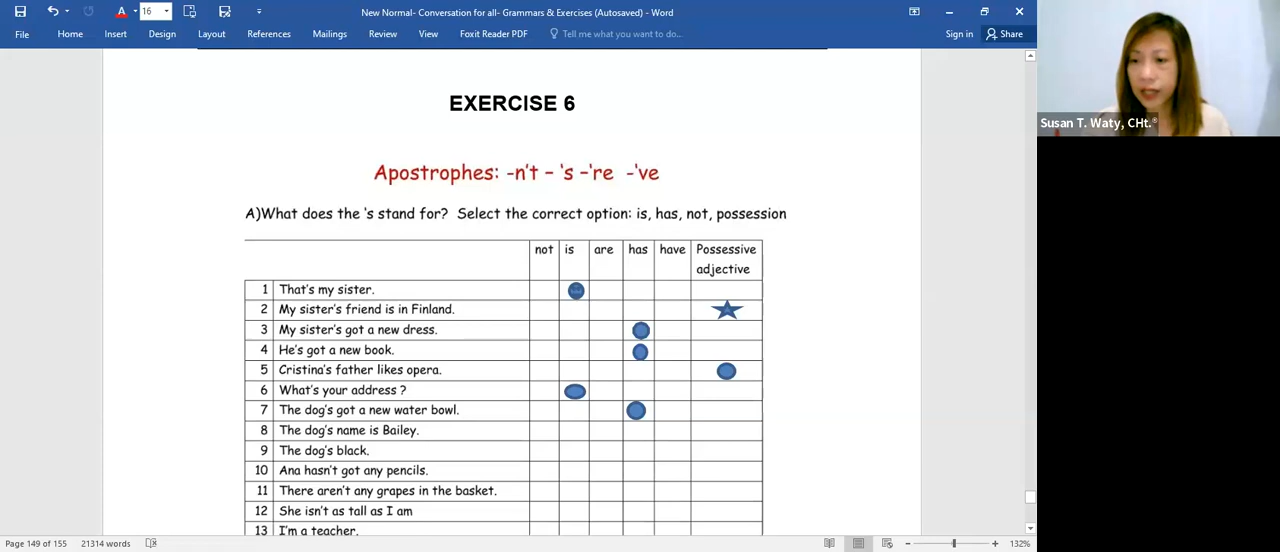 16
New Normal- Conversation for all- Grammars & Exercises (Autosaved) - Word
File Home Insert Design Layout References Mailings Review View Foxit Reader PDF Tell me what you want to do... Sign in Share
Susan T. Waty, CHt.®
EXERCISE 6
Apostrophes: -n't – 's –'re -'ve
A)What does the 's stand for? Select the correct option: is, has, not, possession
not is are has have Possessive adjective
1 That's my sister.
2 My sister's friend is in Finland.
3 My sister's got a new dress.
4 He's got a new book.
5 Cristina's father likes opera.
6 What's your address ?
7 The dog's got a new water bowl.
8 The dog's name is Bailey.
9 The dog's black.
10 Ana hasn't got any pencils.
11 There aren't any grapes in the basket.
12 She isn't as tall as I am
13 I'm a teacher.
Page 149 of 155 21314 words 132%